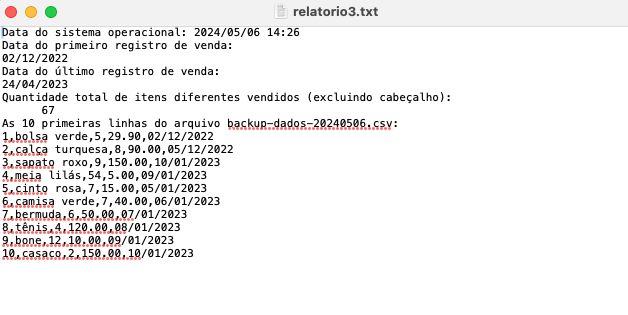 relatorio3.txt
Data do sistema operacional: 2024/05/06 14:26
Data do primeiro registro de venda:
02/12/2022
Data do último registro de venda:
24/04/2023
Quantidade total de itens diferentes vendidos (excluindo cabeçalho):
      67
As 10 primeiras linhas do arquivo backup-dados-20240506.csv:
1,bolsa verde,5,29.90,02/12/2022
2,calca turquesa,8,90.00,05/12/2022
3,sapato roxo,9,150.00,10/01/2023
4,meia lilás,54,5.00,09/01/2023
5,cinto rosa,7,15.00,05/01/2023
6,camisa verde,7,40.00,06/01/2023
7,bermuda,6,50.00,07/01/2023
8,tênis,4,120.00,08/01/2023
9,bone,12,10.00,09/01/2023
10,casaco,2,150.00,10/01/2023